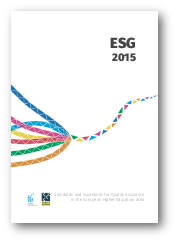 ESG
2015
Standards and Guidelines for Quality Assurance
in the European Higher Education Area